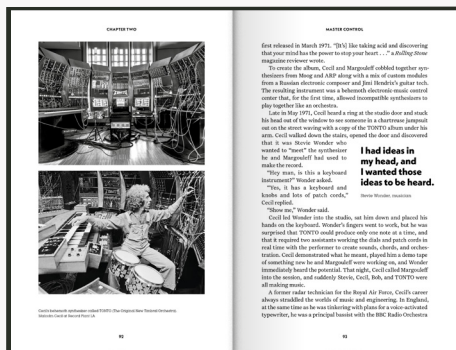 CHAPTER TWO
Cecil's behemoth synthesizer called TONTO (The Original New Timbral Orchestra).
Malcolm Cecil at Record Plant LA
92
MASTER CONTROL
first released in March 1971. "[It's] like taking acid and discovering
that your mind has the power to stop your heart . . ." a Rolling Stone
magazine reviewer wrote.
To create the album, Cecil and Margouleff cobbled together syn-
thesizers from Moog and ARP along with a mix of custom modules
from a Russian electronic composer and Jimi Hendrix's guitar tech.
The resulting instrument was a behemoth electronic-music control
center that, for the first time, allowed incompatible synthesizers to
play together like an orchestra.
Late in May 1971, Cecil heard a ring at the studio door and stuck
his head out of the window to see someone in a chartreuse jumpsuit
out on the street waving with a copy of the TONTO album under his
arm. Cecil walked down the stairs, opened the door and discovered
that it was Stevie Wonder who
wanted to "meet" the synthesizer
he and Margouleff had used to
make the record.
"Hey man, is this a keyboard
instrument?" Wonder asked.
"Yes, it has a keyboard and
knobs and lots of patch cords,"
Cecil replied.
"Show me," Wonder said.
I had ideas in
my head, and
I wanted those
ideas to be heard.
Stevie Wonder, musician
Cecil led Wonder into the studio, sat him down and placed his
hands on the keyboard. Wonder's fingers went to work, but he was
surprised that TONTO could produce only one note at a time, and
that it required two assistants working the dials and patch cords in
real time with the performer to create sounds, chords, and orches-
tration. Cecil demonstrated what he meant, played him a demo tape
of something new he and Margouleff were working on, and Wonder
immediately heard the potential. That night, Cecil called Margouleff
into the session, and suddenly Stevie, Cecil, Bob, and TONTO were
all making music.
A former radar technician for the Royal Air Force, Cecil's career
always straddled the worlds of music and engineering. In England,
at the same time as he was tinkering with plans for a voice-activated
typewriter, he was a principal bassist with the BBC Radio Orchestra
93